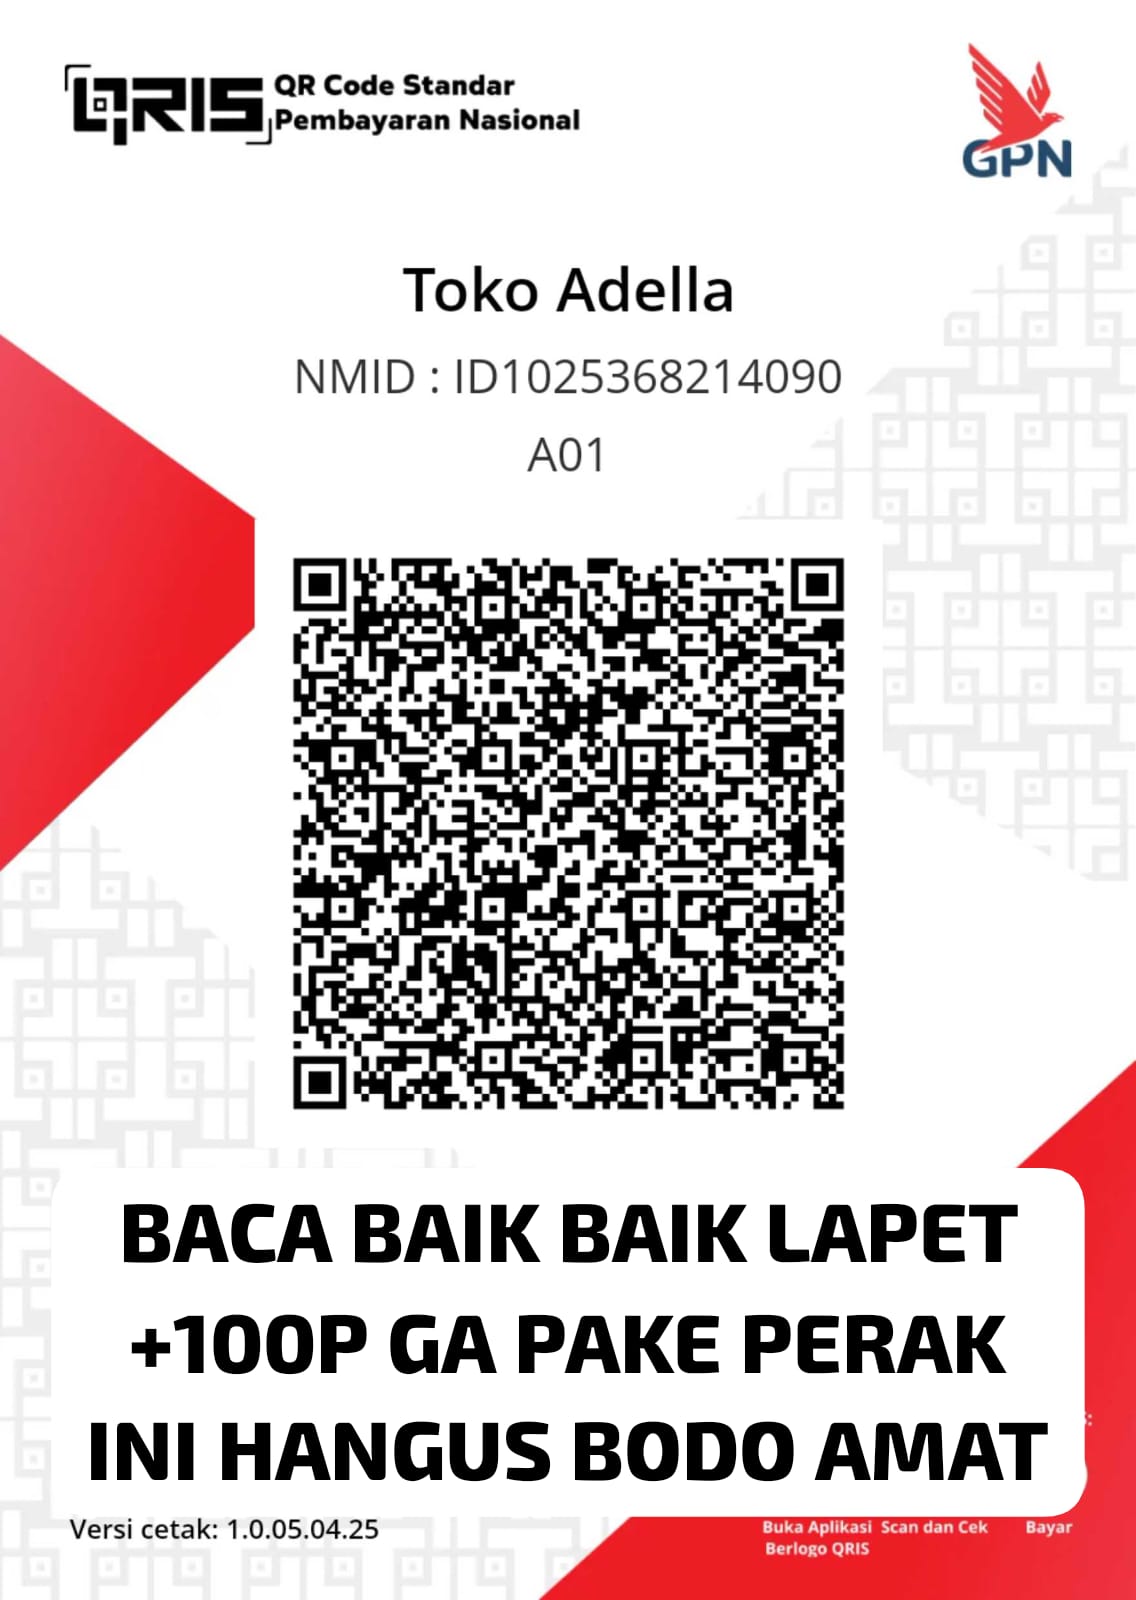 QRIS
QR Code Standar
Pembayaran Nasional
GPN
Toko Adella
NMID : ID1025368214090
A01
BACA BAIK BAIK LAPET
+100P GA PAKE PERAK
INI HANGUS BODO AMAT
Versi cetak: 1.0.05.04.25
Buka Aplikasi Scan dan Cek Bayar
Berlogo QRIS